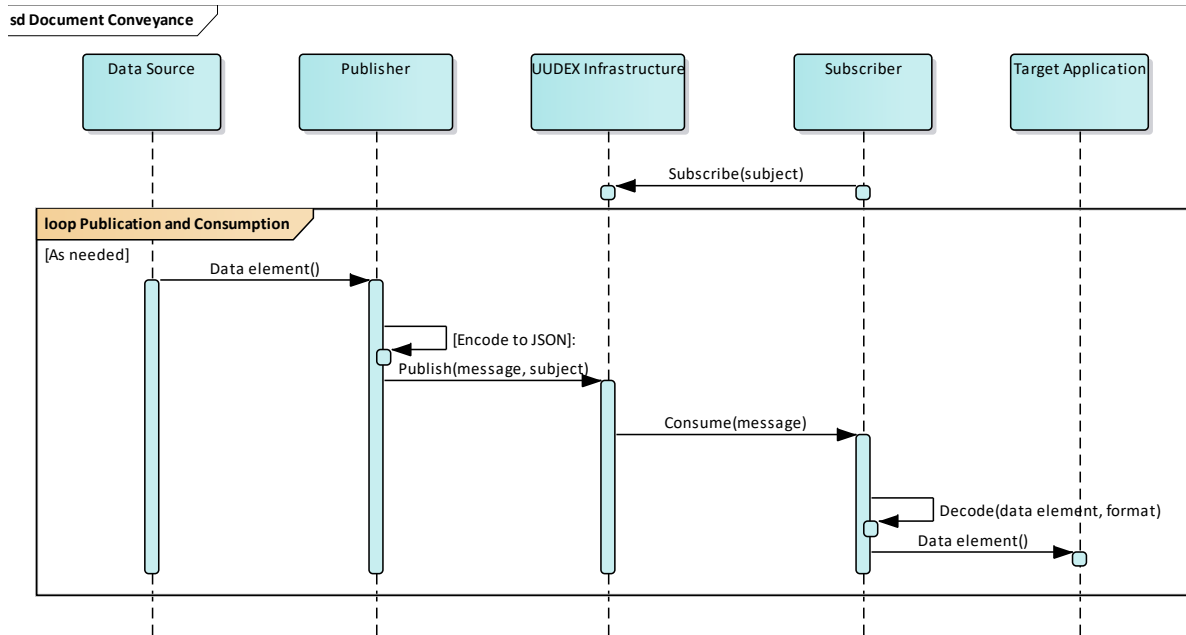 sd Document Conveyance
Data Source
Publisher
UUDEX Infrastructure
Subscriber
Target Application
Subscribe(subject)
loop Publication and Consumption
[As needed]
Data element()
[Encode to JSON]:
Publish(message, subject)
Consume(message)
Decode(data element, format)
Data element()